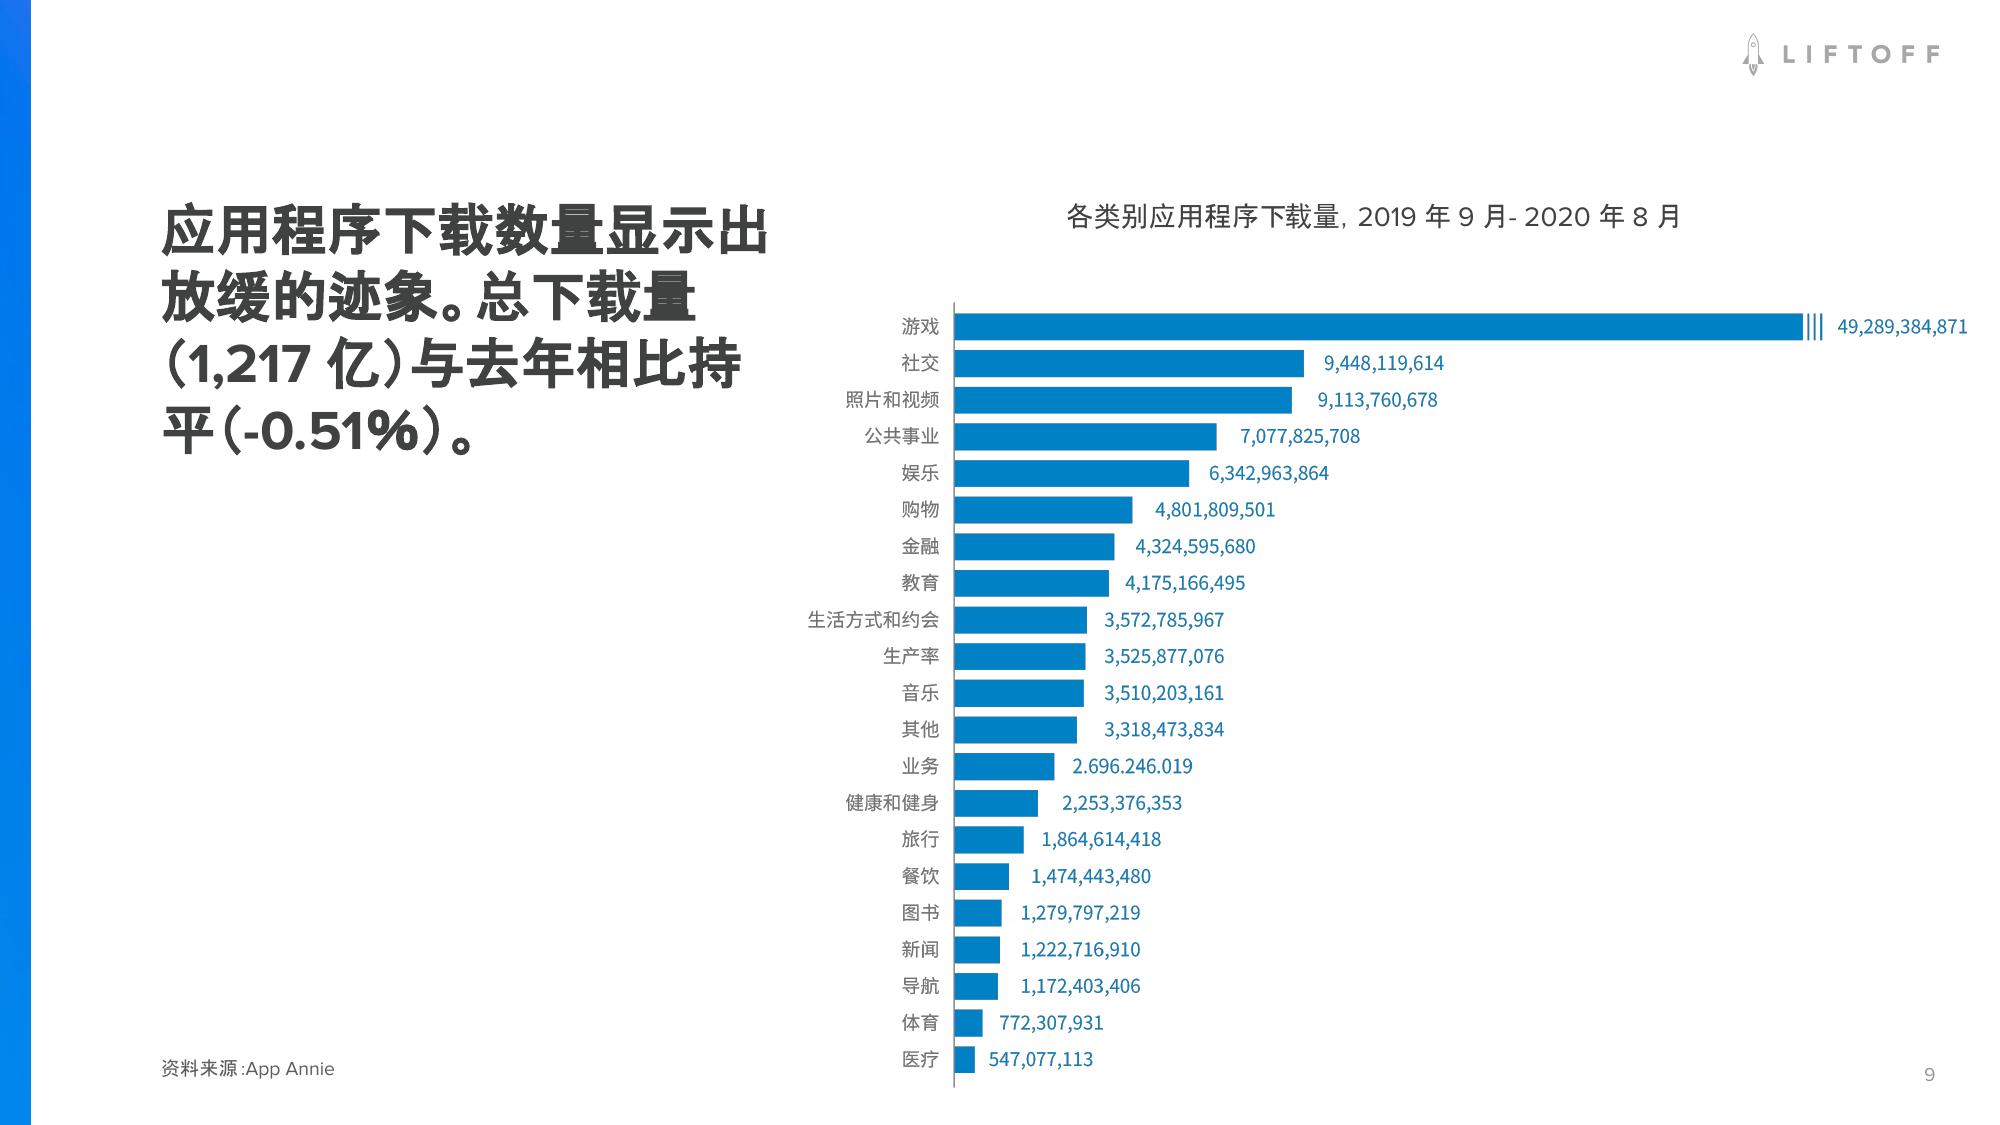 LIFTOFF
应用程序下载数量显示出
放缓的迹象。总下载量
（1,217 亿）与去年相比持
平（-0.51%）。
各类别应用程序下载量, 2019 年 9 月- 2020 年 8 月
游戏 49,289,384,871
社交 9,448,119,614
照片和视频 9,113,760,678
公共事业 7,077,825,708
娱乐 6,342,963,864
购物 4,801,809,501
金融 4,324,595,680
教育 4,175,166,495
生活方式和约会 3,572,785,967
生产率 3,525,877,076
音乐 3,510,203,161
其他 3,318,473,834
业务 2.696.246.019
健康和健身 2,253,376,353
旅行 1,864,614,418
餐饮 1,474,443,480
图书 1,279,797,219
新闻 1,222,716,910
导航 1,172,403,406
体育 772,307,931
医疗 547,077,113
资料来源:App Annie
9